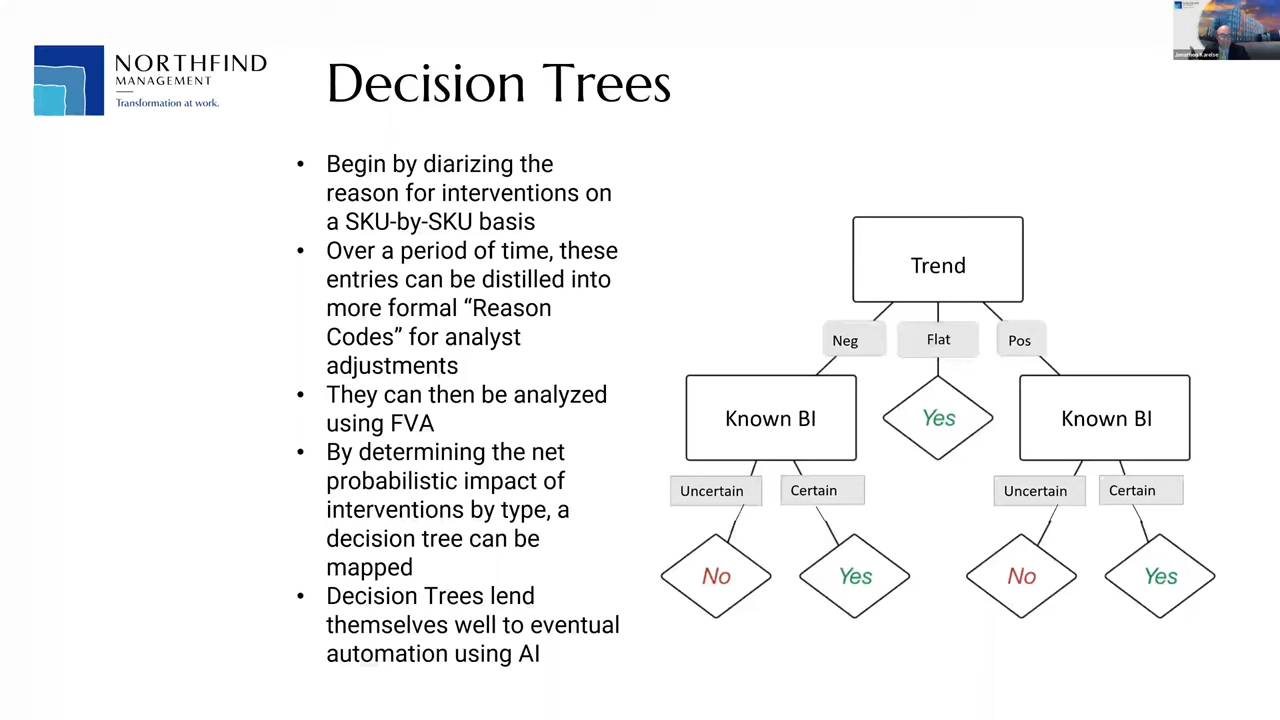 NORTHFIND
MANAGEMENT
Transformation at work.
Decision Trees
• Begin by diarizing the
reason for interventions on
a SKU-by-SKU basis
• Over a period of time, these
entries can be distilled into
more formal “Reason
Codes” for analyst
adjustments
• They can then be analyzed
using FVA
• By determining the net
probabilistic impact of
interventions by type, a
decision tree can be
mapped
• Decision Trees lend
themselves well to eventual
automation using AI
Trend
Neg Flat Pos
Known BI Yes Known BI
Uncertain Certain Uncertain Certain
No Yes No Yes
Jonathon Karelse